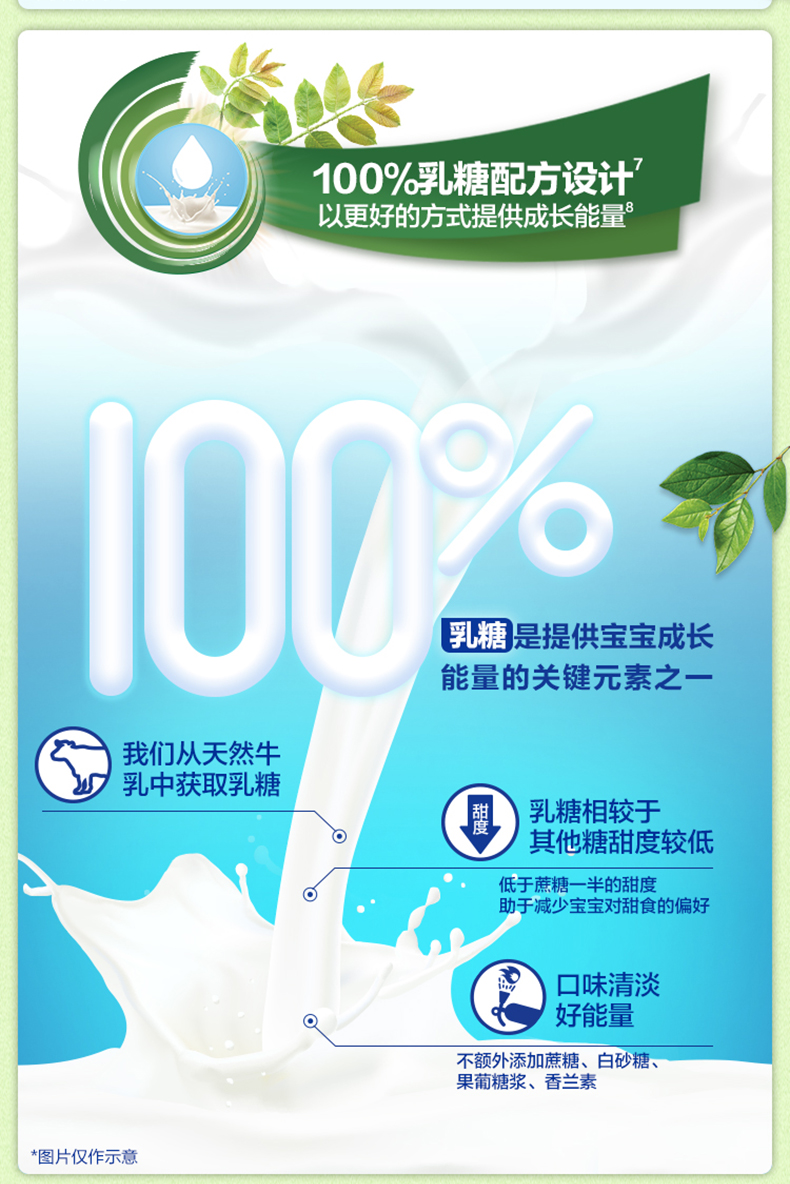 100%乳糖配方设计7
以更好的方式提供成长能量8
100%
乳糖是提供宝宝成长
能量的关键元素之一
我们从天然牛
乳中获取乳糖
甜度
乳糖相较于
其他糖甜度较低
低于蔗糖一半的甜度
助于减少宝宝对甜食的偏好
口味清淡
好能量
不额外添加蔗糖、白砂糖、
果葡糖浆、香兰素
*图片仅作示意